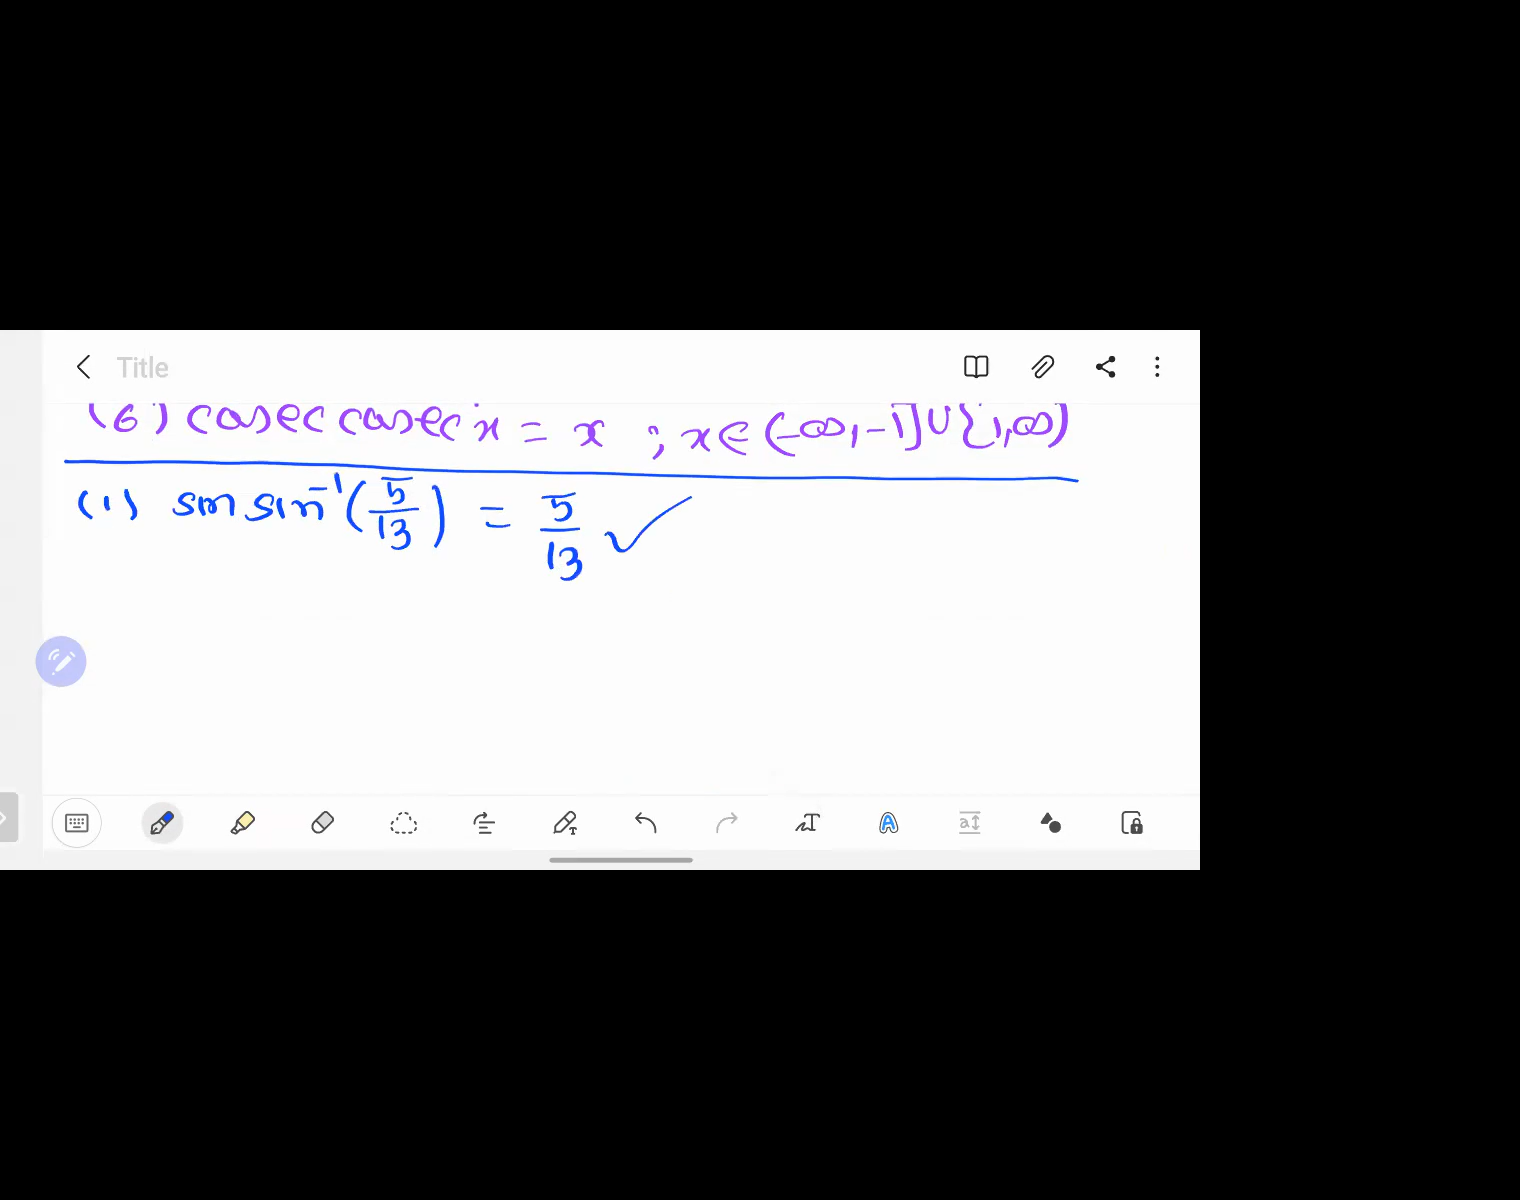 Title
(6) cosec cosec⁻¹x = x ; x ∈ (-∞, -1] ∪ {1, ∞)
(1) sin sin⁻¹(5/13) = 5/13 ✓